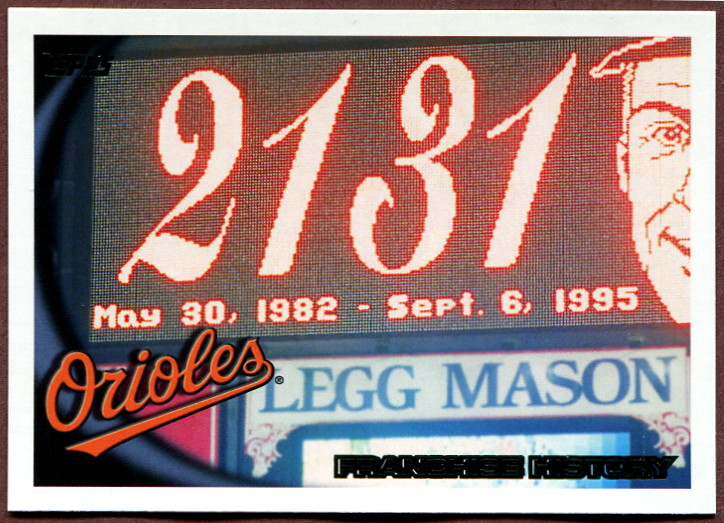 Topps
2131
May 30, 1982 - Sept. 6, 1995
Orioles®
LEGG MASON
FRANCHISE HISTORY